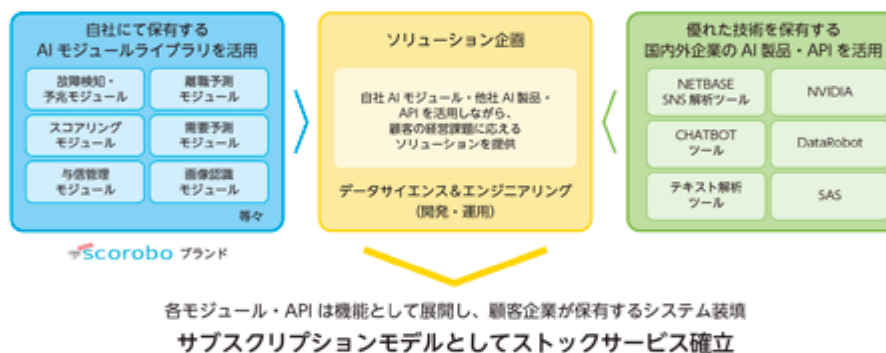 自社にて保有する
AI モジュールライブラリを活用
故障検知・
予兆モジュール
離職予測
モジュール
スコアリング
モジュール
需要予測
モジュール
与信管理
モジュール
画像認識
モジュール
等々
scorobo ブランド
ソリューション企画
自社 AI モジュール・他社 AI 製品・
API を活用しながら、
顧客の経営課題に応える
ソリューションを提供
データサイエンス&エンジニアリング
(開発・運用)
優れた技術を保有する
国内外企業の AI 製品・API を活用
NETBASE
SNS 解析ツール
NVIDIA
CHATBOT
ツール
DataRobot
テキスト解析
ツール
SAS
各モジュール・API は機能として展開し、顧客企業が保有するシステム装填
サブスクリプションモデルとしてストックサービス確立